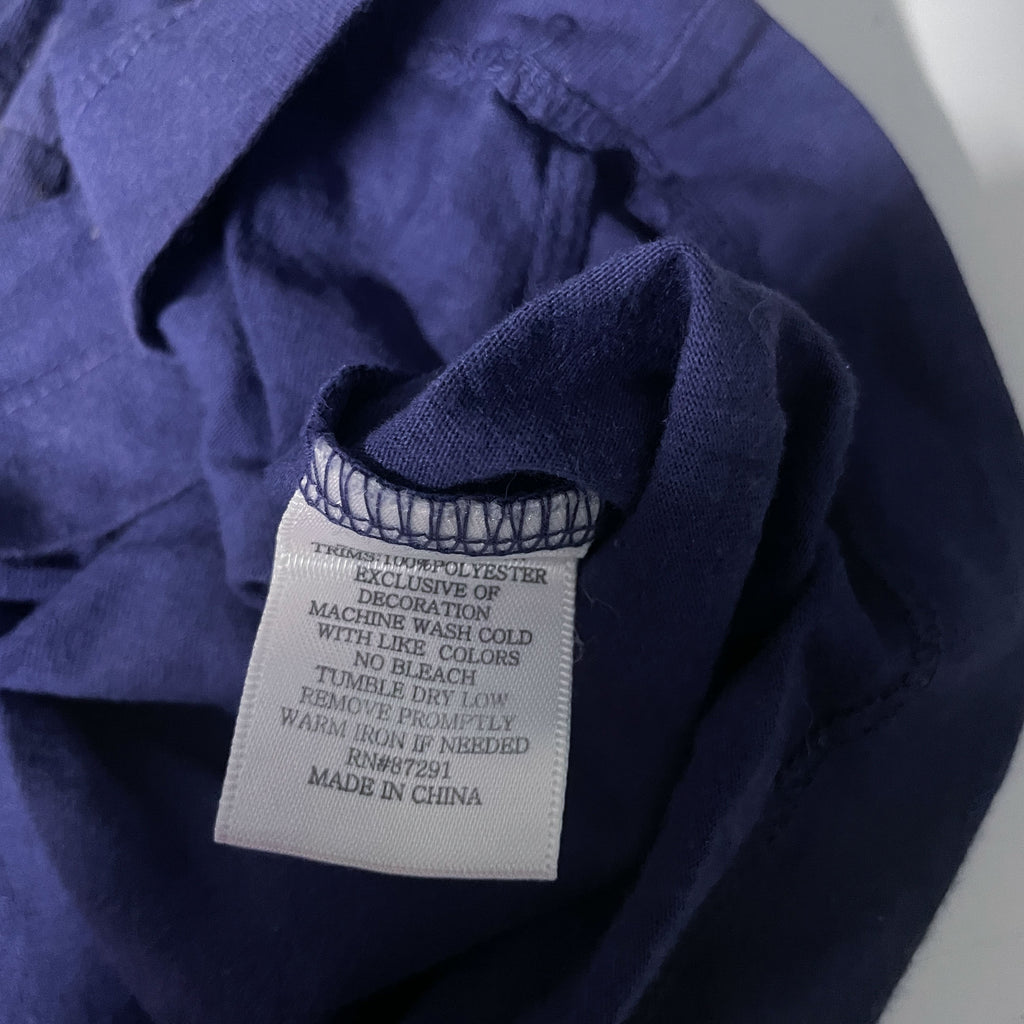 TRIMS:100%POLYESTER
EXCLUSIVE OF
DECORATION
MACHINE WASH COLD
WITH LIKE COLORS
NO BLEACH
TUMBLE DRY LOW
REMOVE PROMPTLY
WARM IRON IF NEEDED
RN#87291
MADE IN CHINA